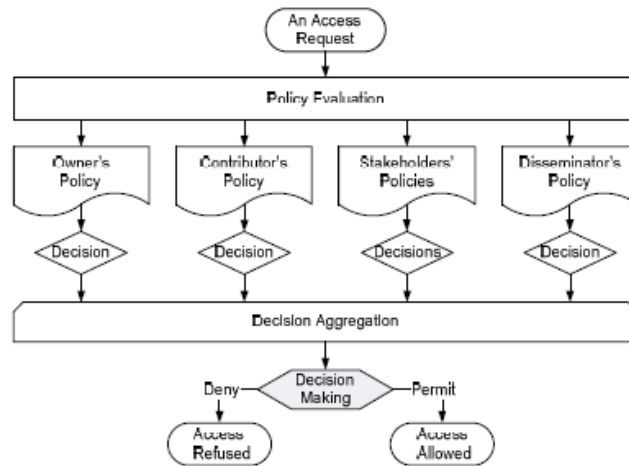 An Access
Request
Policy Evaluation
Owner's
Policy
Contributor's
Policy
Stakeholders'
Policies
Disseminator's
Policy
Decision
Decision
Decisions
Decision
Decision Aggregation
Deny
Decision
Making
Permit
Access
Refused
Access
Allowed